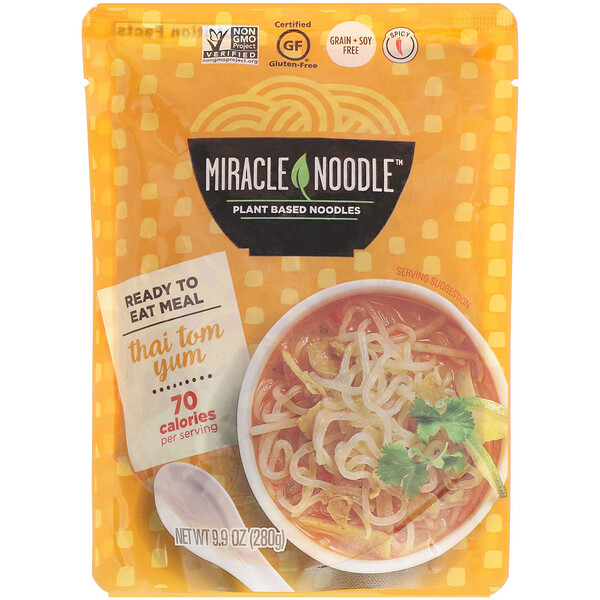 tion Facts
NON
GMO
Project
VERIFIED
nongmoproject.org
Certified
GF
Gluten-Free
GRAIN + SOY
FREE
SPICY
MIRACLE NOODLE™
PLANT BASED NOODLES
SERVING SUGGESTION
READY TO
EAT MEAL
thai tom
yum
70
calories
per serving
NET WT 9.9 OZ (280g)